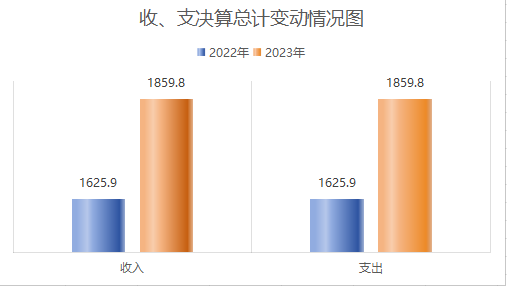 收、支决算总计变动情况图
2022年 2023年
1859.8 1859.8
1625.9 1625.9
收入 支出